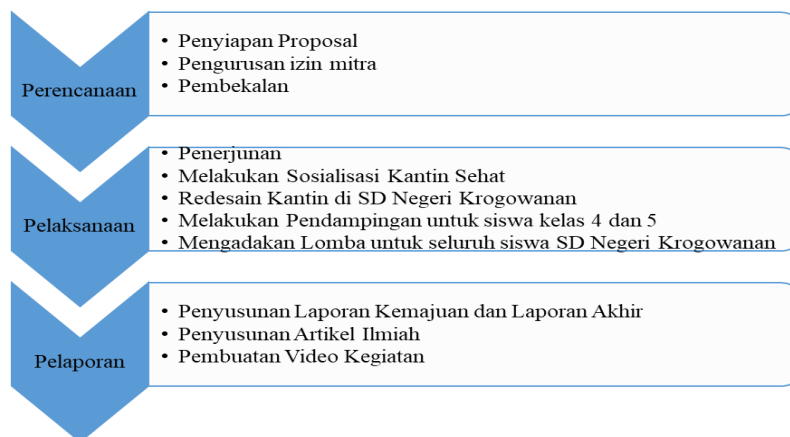 Perencanaan
• Penyiapan Proposal
• Pengurusan izin mitra
• Pembekalan
Pelaksanaan
• Penerjunan
• Melakukan Sosialisasi Kantin Sehat
• Redesain Kantin di SD Negeri Krogowanan
• Melakukan Pendampingan untuk siswa kelas 4 dan 5
• Mengadakan Lomba untuk seluruh siswa SD Negeri Krogowanan
Pelaporan
• Penyusunan Laporan Kemajuan dan Laporan Akhir
• Penyusunan Artikel Ilmiah
• Pembuatan Video Kegiatan